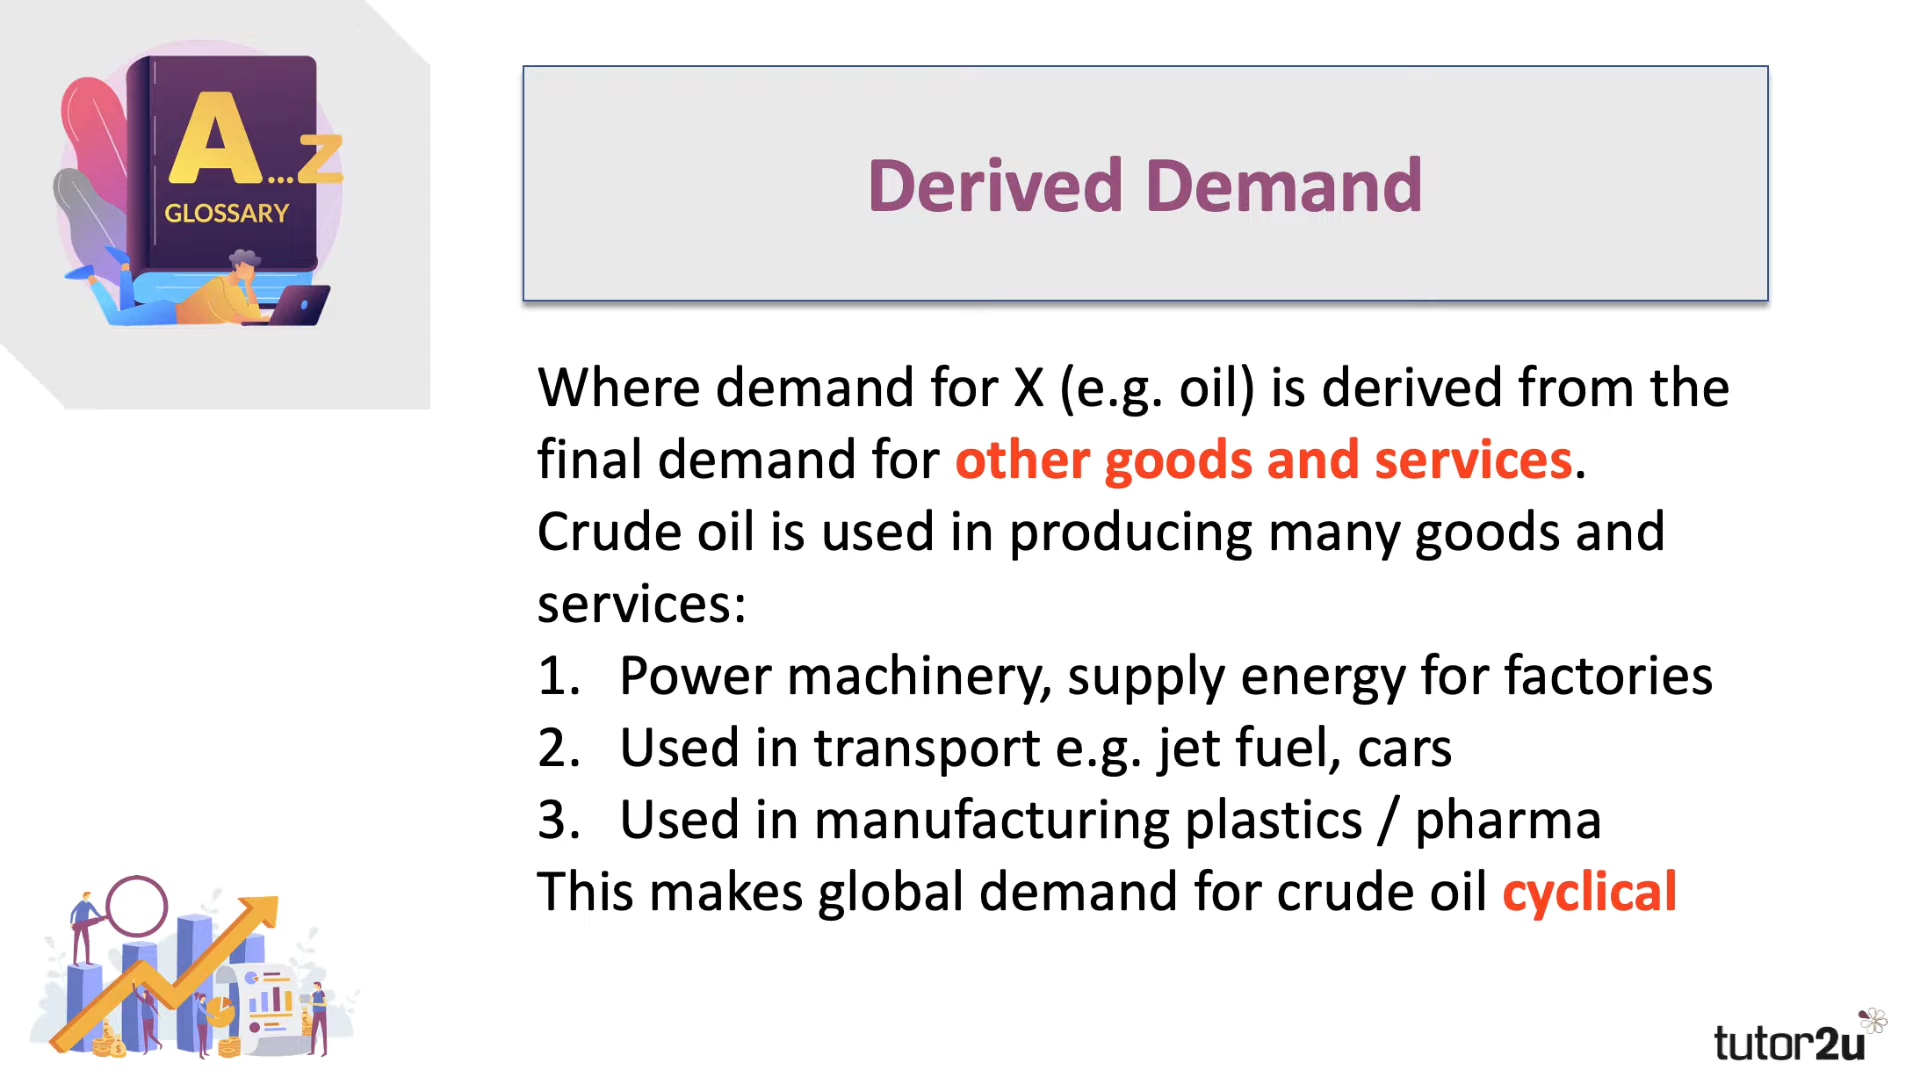 A...Z
GLOSSARY
Derived Demand
Where demand for X (e.g. oil) is derived from the
final demand for other goods and services.
Crude oil is used in producing many goods and
services:
1. Power machinery, supply energy for factories
2. Used in transport e.g. jet fuel, cars
3. Used in manufacturing plastics / pharma
This makes global demand for crude oil cyclical
tutor2u